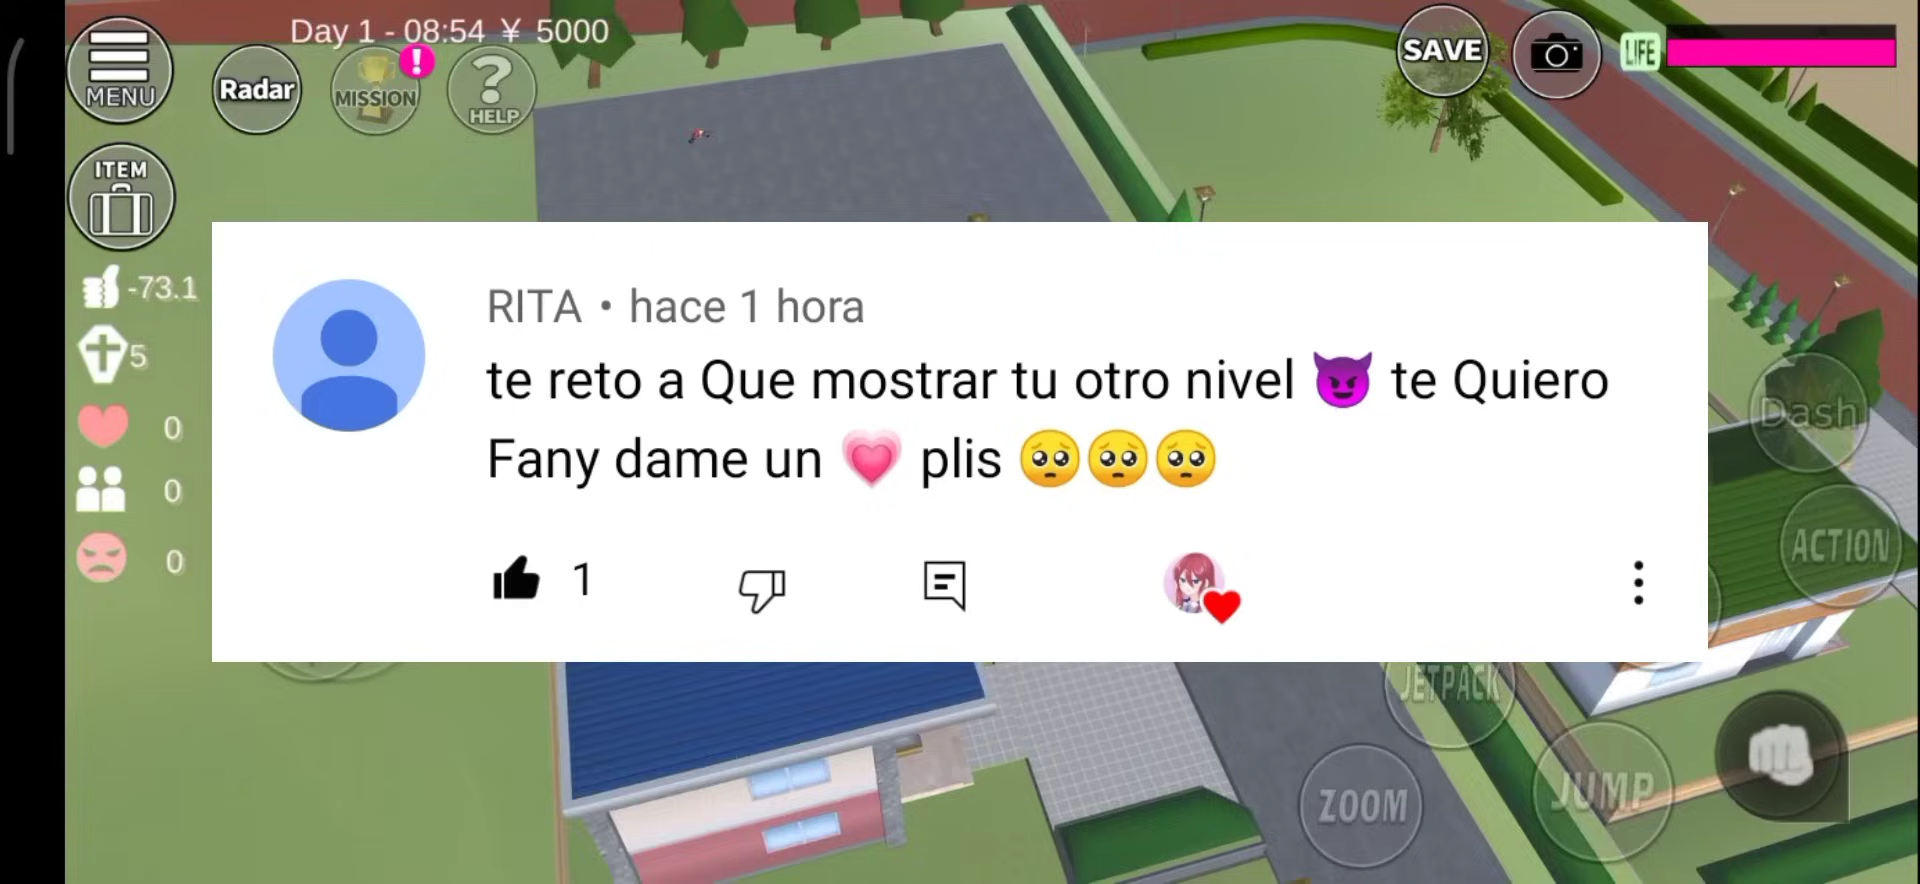 Day 1 - 08:54 ¥ 5000
MENU
Radar
MISSION
!
?
HELP
SAVE
LIFE
ITEM
-73.1
5
0
0
0
RITA • hace 1 hora
te reto a Que mostrar tu otro nivel 😈 te Quiero
Fany dame un 💗 plis 🥺🥺🥺
1
Dash
ACTION
JETPACK
ZOOM
JUMP